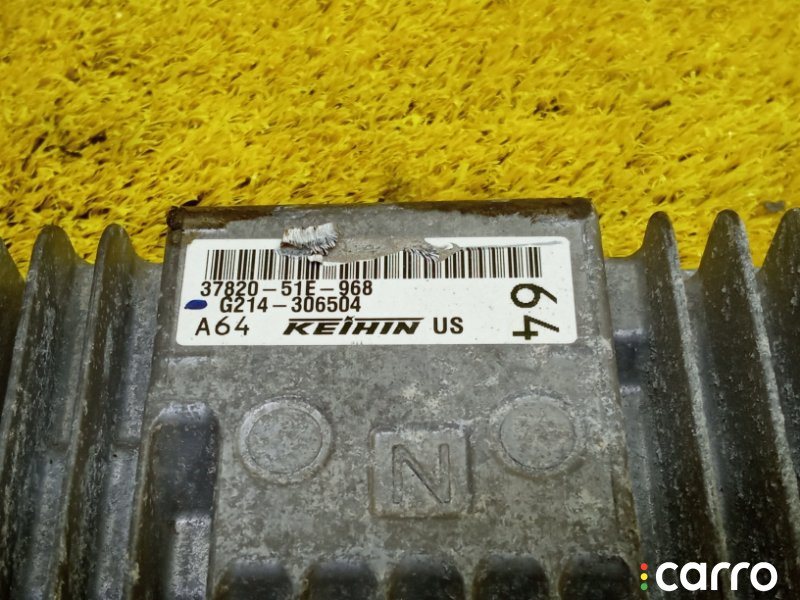 37820-51E-968
G214-306504
A64 KEIHIN US
64
N
carro